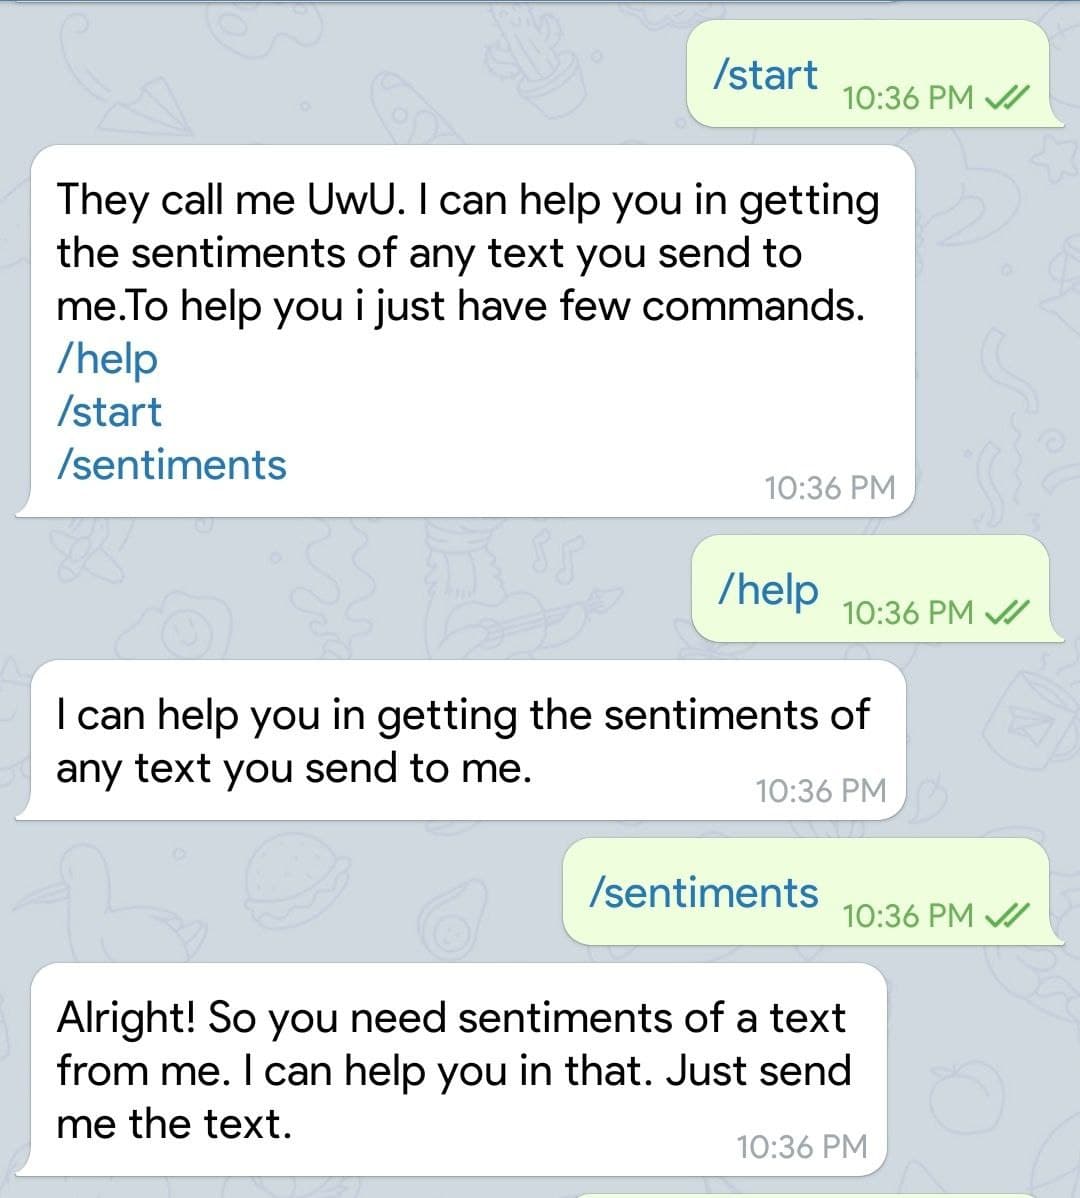 /start
10:36 PM
They call me UwU. I can help you in getting
the sentiments of any text you send to
me.To help you i just have few commands.
/help
/start
/sentiments
10:36 PM
/help
10:36 PM
I can help you in getting the sentiments of
any text you send to me.
10:36 PM
/sentiments
10:36 PM
Alright! So you need sentiments of a text
from me. I can help you in that. Just send
me the text.
10:36 PM